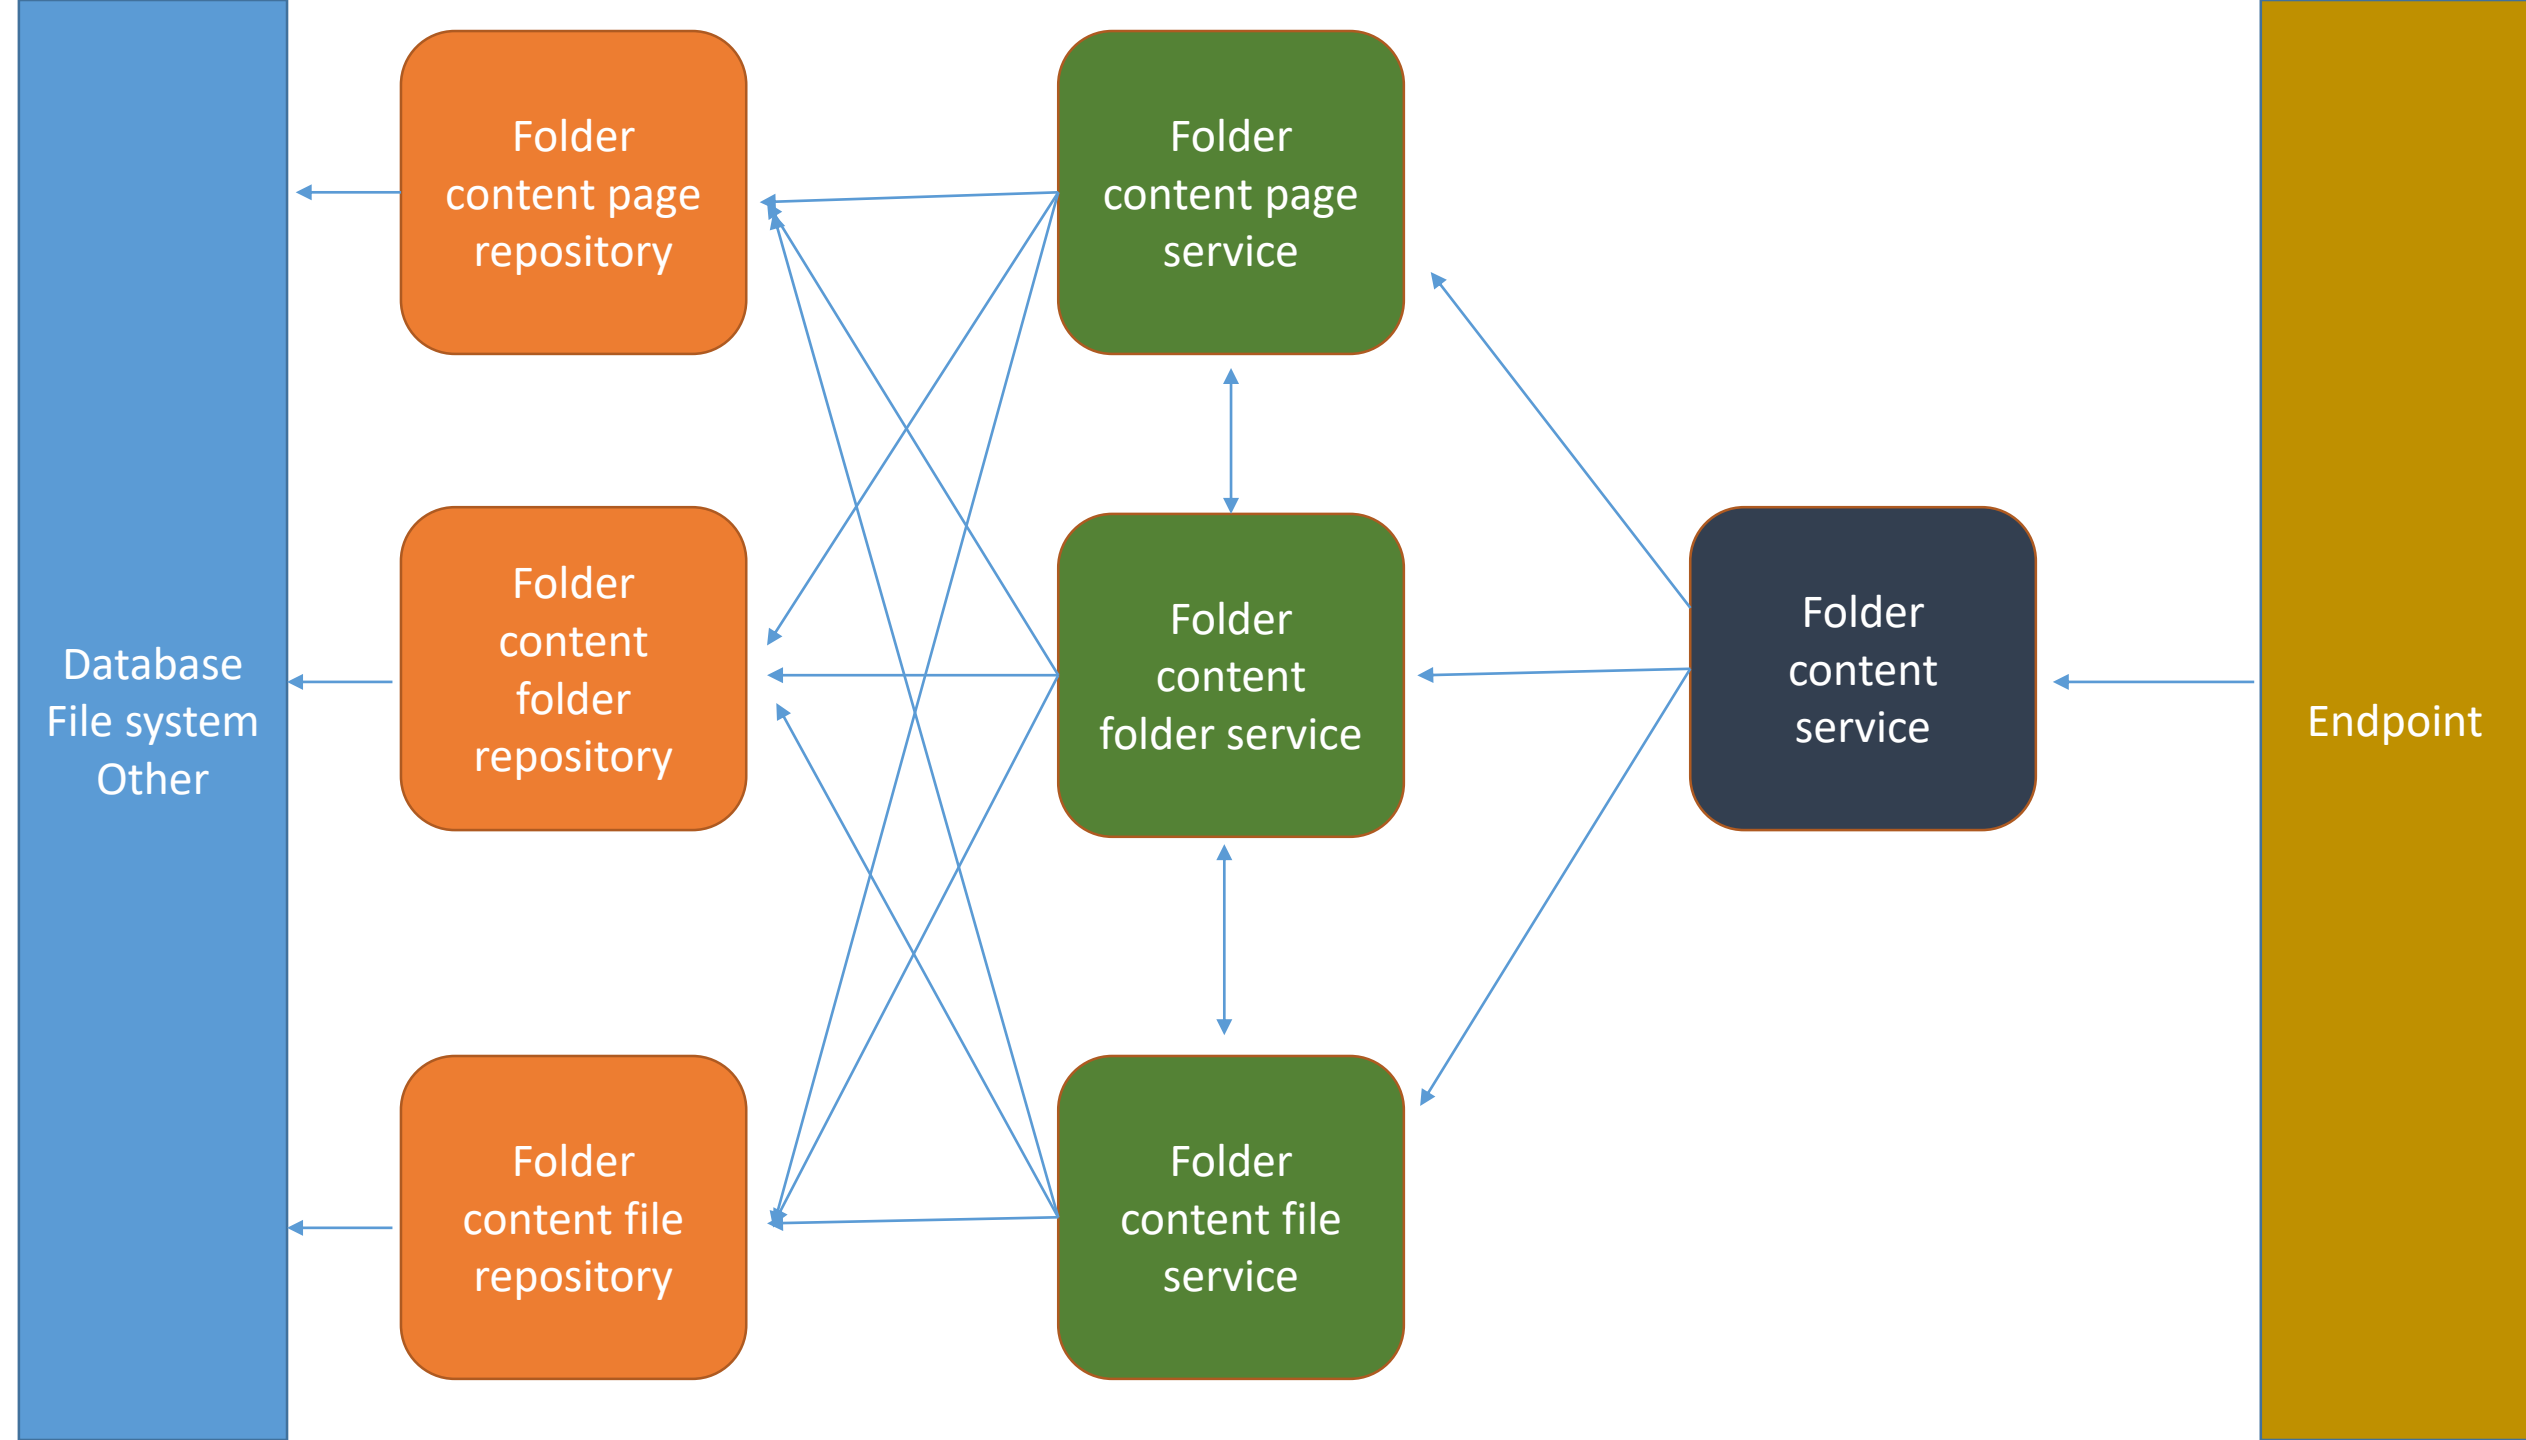 Database
File system
Other
Folder
content page
repository
Folder
content
folder
repository
Folder
content file
repository
Folder
content page
service
Folder
content
folder service
Folder
content file
service
Folder
content
service
Endpoint